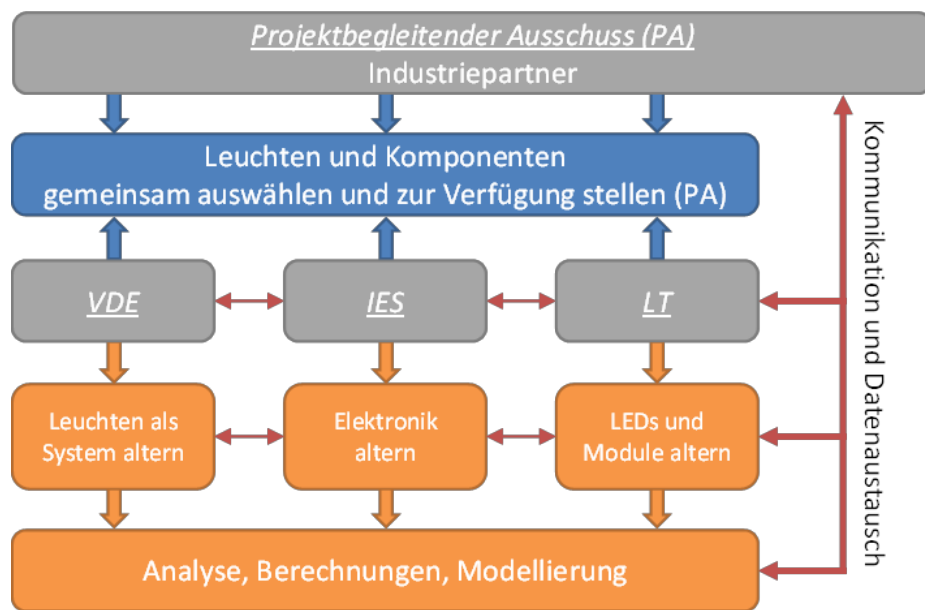 Projektbegleitender Ausschuss (PA)
Industriepartner
Leuchten und Komponenten
gemeinsam auswählen und zur Verfügung stellen (PA)
VDE
IES
LT
Leuchten als
System altern
Elektronik
altern
LEDs und
Module altern
Analyse, Berechnungen, Modellierung
Kommunikation und Datenaustausch